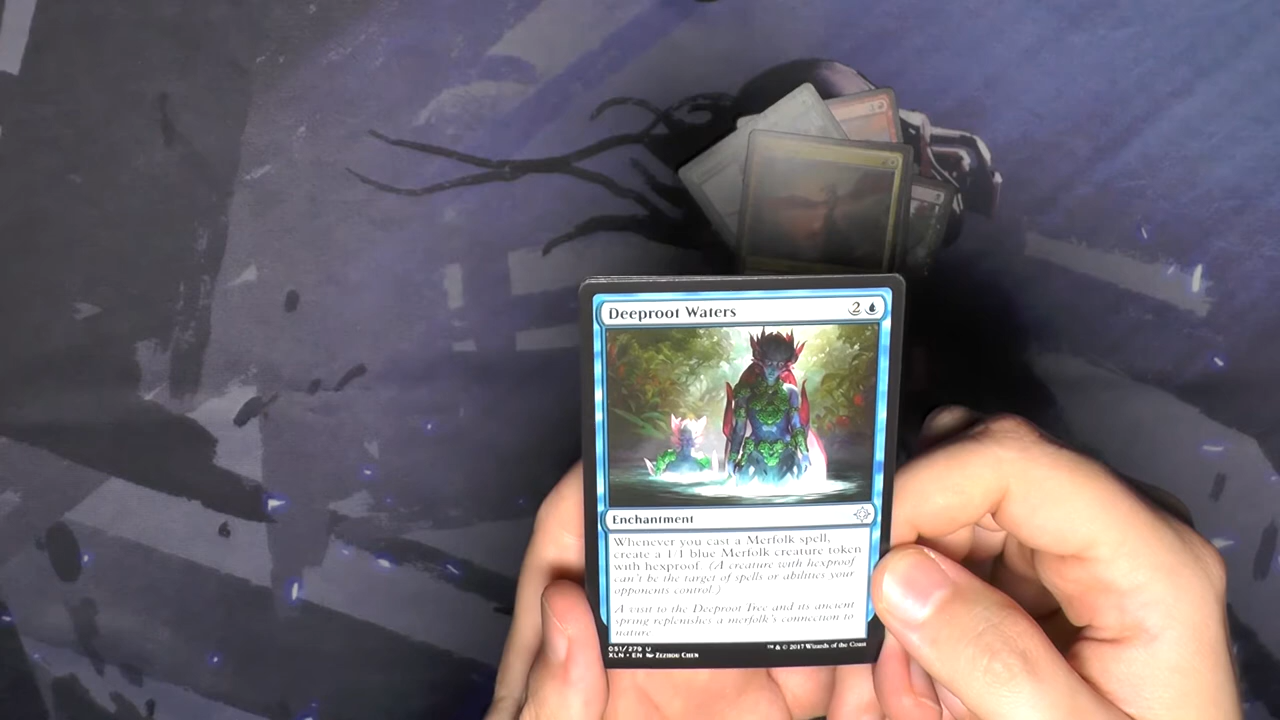 Deeproot Waters 2
Enchantment
Whenever you cast a Merfolk spell,
create a 1/1 blue Merfolk creature token
with hexproof. (A creature with hexproof
can't be the target of spells or abilities your
opponents control.)
A visit to the Deeproot Tree and its ancient
spring replenishes a merfolk's connection to
nature
051/279 U
XLN • EN Zezhou Chen
™ & © 2017 Wizards of the Coast